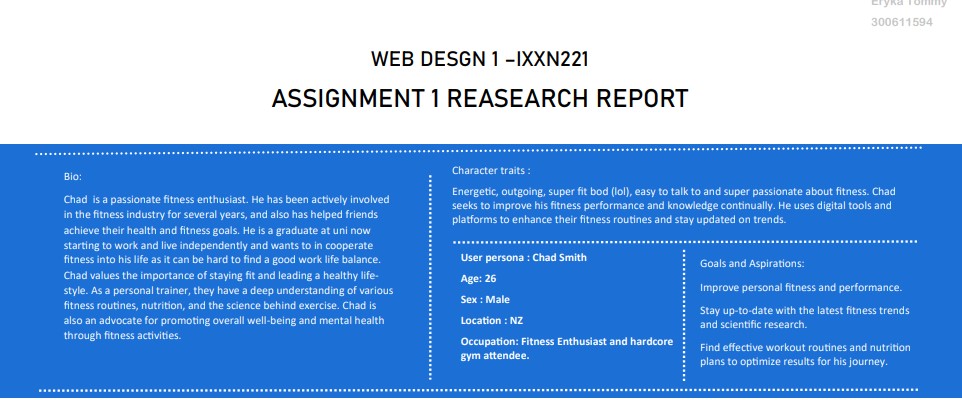 Eryka Tommy
300611594
WEB DESGN 1 –IXXN221
ASSIGNMENT 1 REASEARCH REPORT
Bio:
Chad is a passionate fitness enthusiast. He has been actively involved
in the fitness industry for several years, and also has helped friends
achieve their health and fitness goals. He is a graduate at uni now
starting to work and live independently and wants to in cooperate
fitness into his life as it can be hard to find a good work life balance.
Chad values the importance of staying fit and leading a healthy life-
style. As a personal trainer, they have a deep understanding of various
fitness routines, nutrition, and the science behind exercise. Chad is
also an advocate for promoting overall well-being and mental health
through fitness activities.
Character traits :
Energetic, outgoing, super fit bod (lol), easy to talk to and super passionate about fitness. Chad
seeks to improve his fitness performance and knowledge continually. He uses digital tools and
platforms to enhance their fitness routines and stay updated on trends.
User persona : Chad Smith
Age: 26
Sex : Male
Location : NZ
Occupation: Fitness Enthusiast and hardcore
gym attendee.
Goals and Aspirations:
Improve personal fitness and performance.
Stay up-to-date with the latest fitness trends
and scientific research.
Find effective workout routines and nutrition
plans to optimize results for his journey.